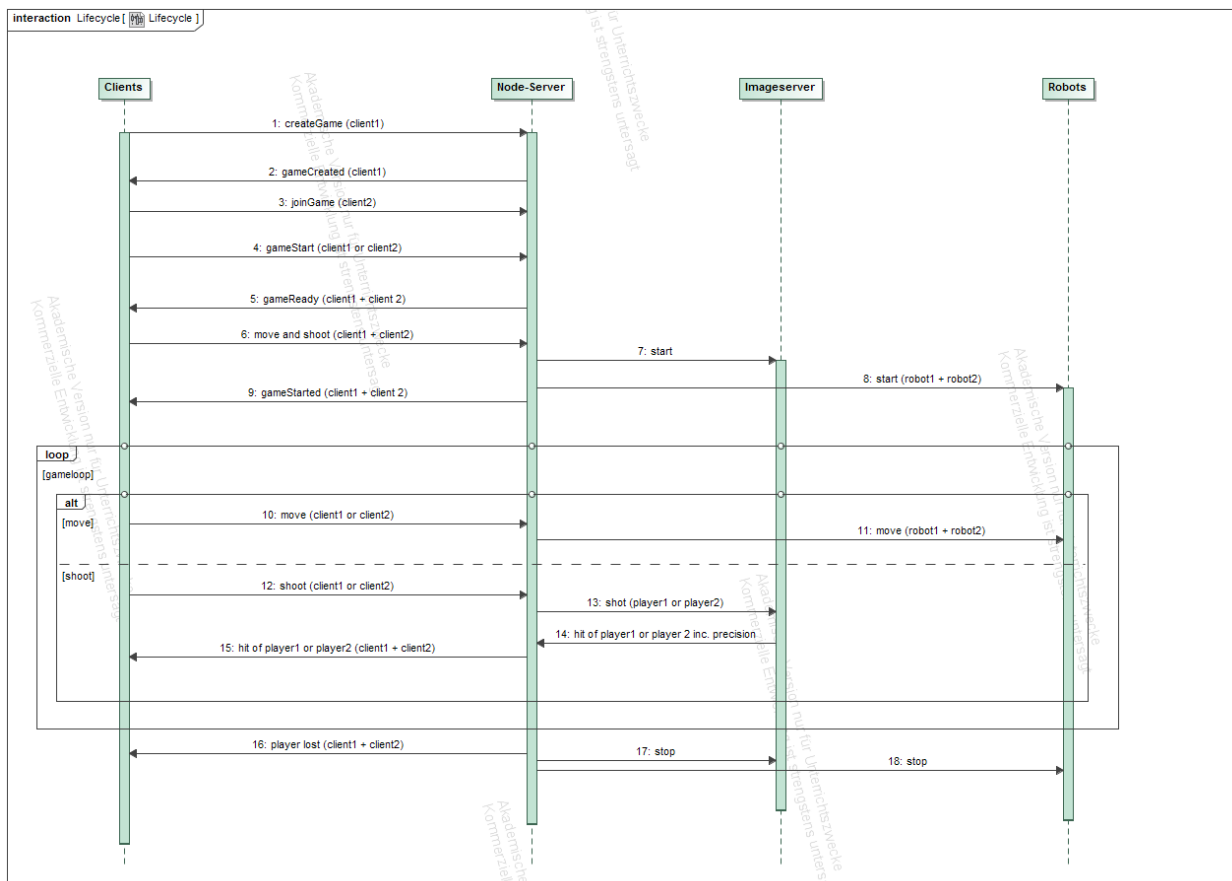 interaction Lifecycle [ Lifecycle ]
Clients
Node-Server
Imageserver
Robots
1: createGame (client1)
2: gameCreated (client1)
3: joinGame (client2)
4: gameStart (client1 or client2)
5: gameReady (client1 + client 2)
6: move and shoot (client1 + client2)
7: start
8: start (robot1 + robot2)
9: gameStarted (client1 + client 2)
loop
[gameloop]
alt
[move]
10: move (client1 or client2)
11: move (robot1 + robot2)
[shoot]
12: shoot (client1 or client2)
13: shot (player1 or player2)
14: hit of player1 or player 2 inc. precision
15: hit of player1 or player2 (client1 + client2)
16: player lost (client1 + client2)
17: stop
18: stop
Akademische Version nur für Unterrichtszwecke
Kommerzielle Entwicklung ist strengstens untersagt